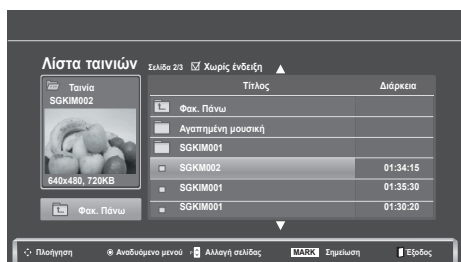 Λίστα ταινιών Σελίδα 2/3 ☑ Χωρίς ένδειξη
Ταινία
SGKIM002
640x480, 720KB
Φακ. Πάνω
Τίτλος Διάρκεια
Φακ. Πάνω
Αγαπημένη μουσική
SGKIM001
SGKIM002 01:34:15
SGKIM001 01:35:30
SGKIM001 01:30:20
Πλοήγηση Αναδυόμενο μενού P Αλλαγή σελίδας MARK Σημείωση Έξοδος